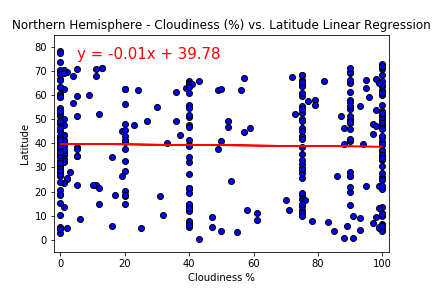 Northern Hemisphere - Cloudiness (%) vs. Latitude Linear Regression
y = -0.01x + 39.78
80
70
60
50
40
30
20
10
0
Latitude
0 20 40 60 80 100
Cloudiness %